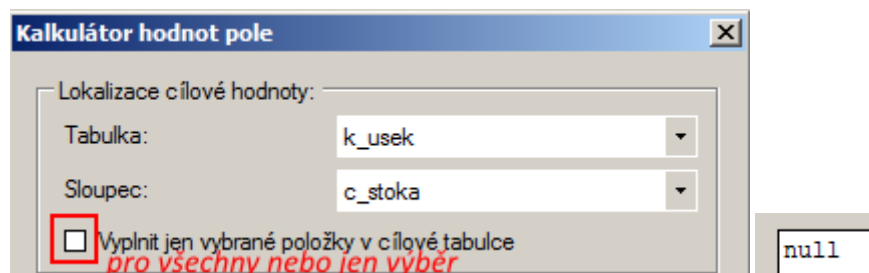 Kalkulátor hodnot pole
Lokalizace cílové hodnoty:
Tabulka: k_usek
Sloupec: c_stoka
Vyplnit jen vybrané položky v cílové tabulce
pro všechny nebo jen výběr
null